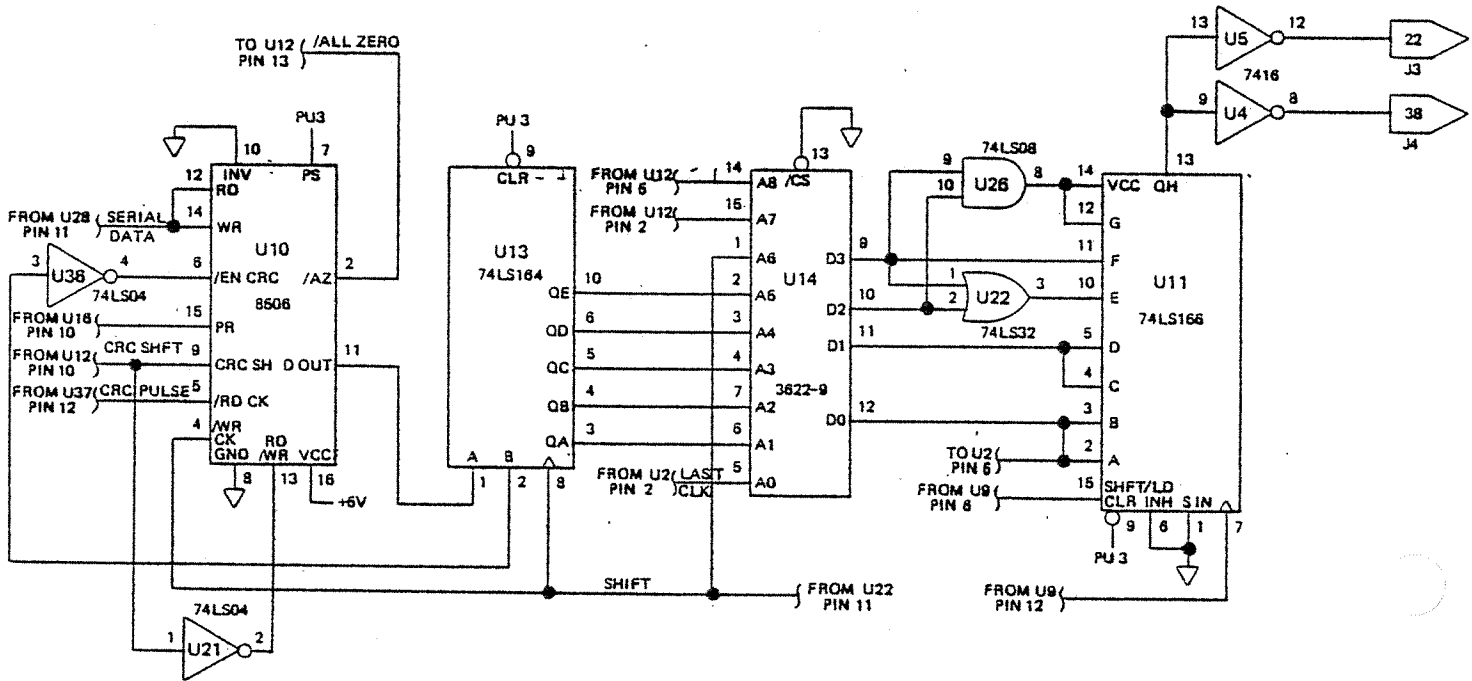 13
U5
12
22
J3
7416
9
U4
8
38
J4
TO U12
PIN 13
/ALL ZERO
PU3
7
10
INV
PS
12
RD
FROM U28
PIN 11
SERIAL
DATA
14
WR
U10
3
U38
4
74LS04
6
/EN CRC
/AZ
2
8506
FROM U16
PIN 10
15
PR
FROM U12
PIN 10
CRC SHFT
9
CRC SH
D OUT
11
FROM U37
PIN 12
CRC PULSE
5
/RD CK
4
/WR
CK
GND
RD
/WR
VCC
8
13
16
+5V
PU 3
9
CLR
U13
74LS164
QE
10
QD
6
QC
5
QB
4
QA
3
A
B
1
2
8
SHIFT
FROM U22
PIN 11
74LS04
1
U21
2
FROM U12
PIN 5
14
A8
/CS
13
FROM U12
PIN 2
15
A7
1
A6
2
A5
3
A4
4
A3
7
A2
6
A1
FROM U2
PIN 2
LAST
CLK
5
A0
U14
3622-9
D3
9
D2
10
D1
11
D0
12
74LS08
9
10
U26
8
1
2
U22
3
74LS32
14
VCC
QH
13
12
G
11
F
U11
10
E
74LS166
5
D
4
C
3
B
TO U2
PIN 5
2
A
FROM U9
PIN 6
15
SHFT/LD
CLR
INH
S IN
9
6
1
7
PU 3
FROM U9
PIN 12